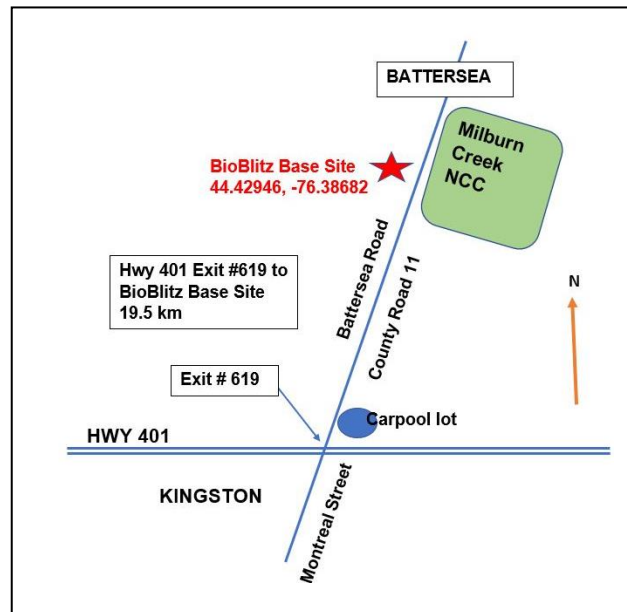 BATTERSEA
Milburn
Creek
NCC
BioBlitz Base Site
44.42946, -76.38682
Hwy 401 Exit #619 to
BioBlitz Base Site
19.5 km
Battersea Road
County Road 11
N
Exit # 619
Carpool lot
HWY 401
KINGSTON
Montreal Street